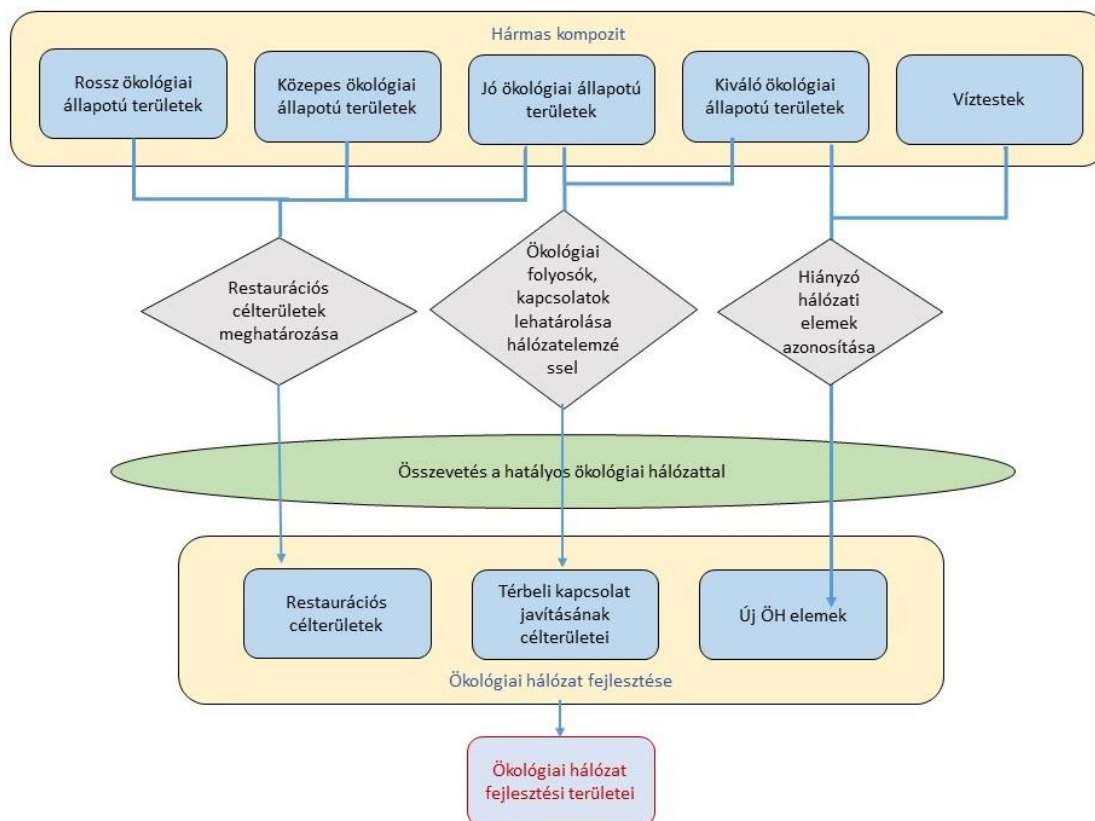 Hármas kompozit
Rossz ökológiai
állapotú területek
Közepes ökológiai
állapotú területek
Jó ökológiai állapotú
területek
Kiváló ökológiai
állapotú területek
Víztestek
Restaurációs
célterületek
meghatározása
Ökológiai
folyosók,
kapcsolatok
lehatárolása
hálózatelemzé
ssel
Hiányzó
hálózati
elemek
azonosítása
Összevetés a hatályos ökológiai hálózattal
Restaurációs
célterületek
Térbeli kapcsolat
javításának
célterületei
Új ÖH elemek
Ökológiai hálózat fejlesztése
Ökológiai hálózat
fejlesztési területei